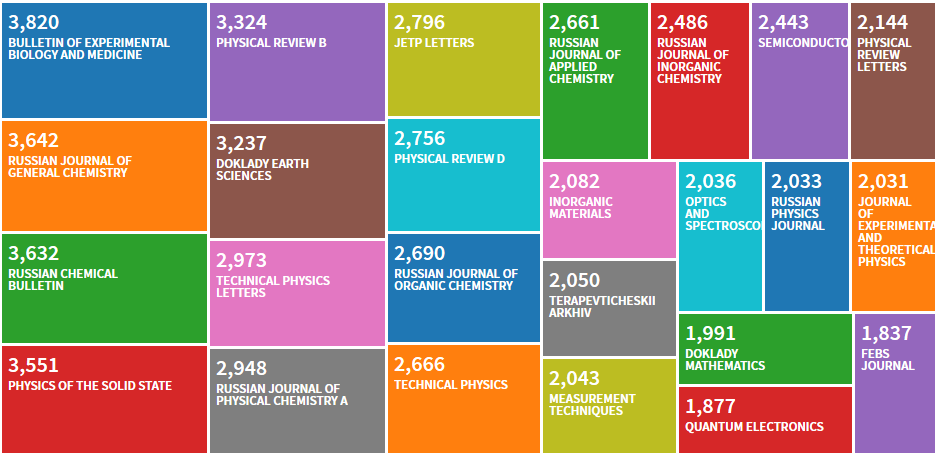 3,820
BULLETIN OF EXPERIMENTAL
BIOLOGY AND MEDICINE
3,642
RUSSIAN JOURNAL OF
GENERAL CHEMISTRY
3,632
RUSSIAN CHEMICAL
BULLETIN
3,551
PHYSICS OF THE SOLID STATE
3,324
PHYSICAL REVIEW B
3,237
DOKLADY EARTH
SCIENCES
2,973
TECHNICAL PHYSICS
LETTERS
2,948
RUSSIAN JOURNAL OF
PHYSICAL CHEMISTRY A
2,796
JETP LETTERS
2,756
PHYSICAL REVIEW D
2,690
RUSSIAN JOURNAL OF
ORGANIC CHEMISTRY
2,666
TECHNICAL PHYSICS
2,661
RUSSIAN
JOURNAL OF
APPLIED
CHEMISTRY
2,486
RUSSIAN
JOURNAL OF
INORGANIC
CHEMISTRY
2,443
SEMICONDUCTO
2,144
PHYSICAL
REVIEW
LETTERS
2,082
INORGANIC
MATERIALS
2,050
TERAPEVTICHESKII
ARKHIV
2,043
MEASUREMENT
TECHNIQUES
2,036
OPTICS
AND
SPECTROSCO
2,033
RUSSIAN
PHYSICS
JOURNAL
2,031
JOURNAL
OF
EXPERIMENTA
AND
THEORETICAL
PHYSICS
1,991
DOKLADY
MATHEMATICS
1,877
QUANTUM ELECTRONICS
1,837
FEBS
JOURNAL